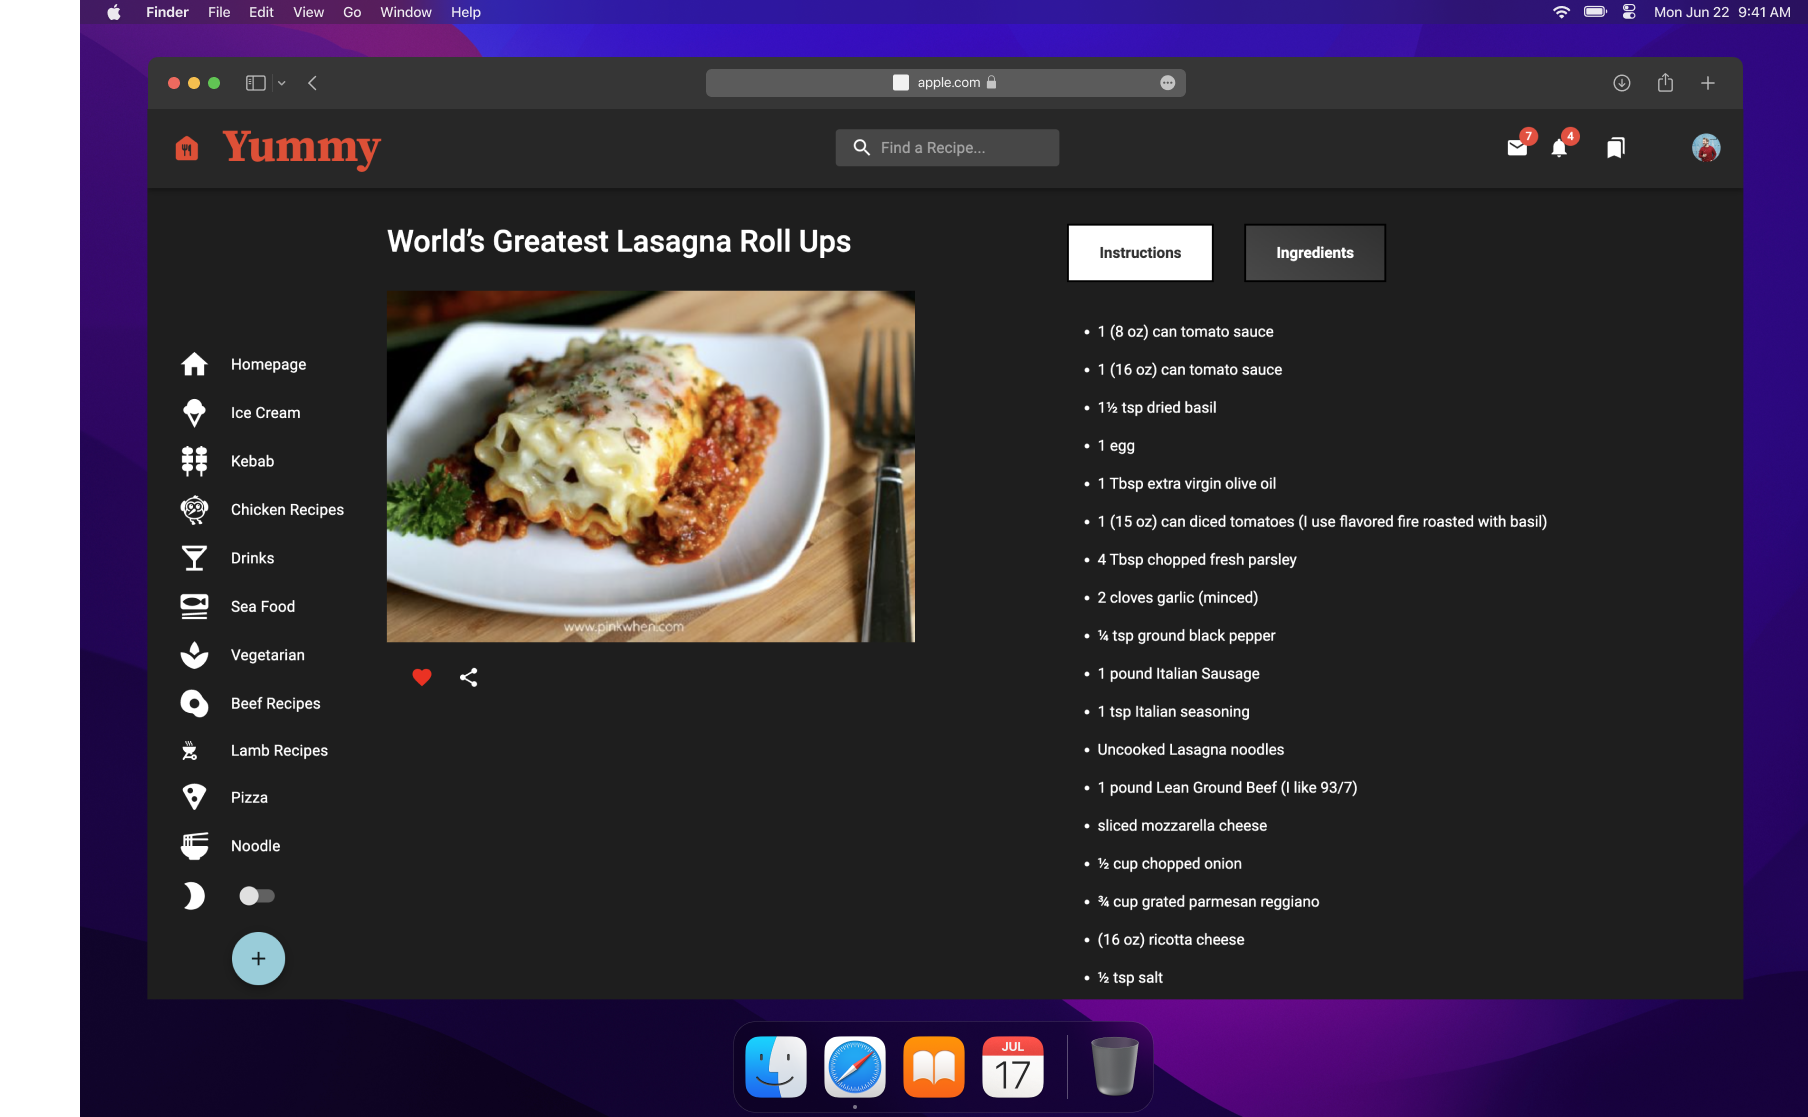 Finder File Edit View Go Window Help
Mon Jun 22 9:41 AM
apple.com
Yummy
Find a Recipe...
7
4
World’s Greatest Lasagna Roll Ups
Instructions
Ingredients
www.pinkwhen.com
Homepage
Ice Cream
Kebab
Chicken Recipes
Drinks
Sea Food
Vegetarian
Beef Recipes
Lamb Recipes
Pizza
Noodle
• 1 (8 oz) can tomato sauce
• 1 (16 oz) can tomato sauce
• 1½ tsp dried basil
• 1 egg
• 1 Tbsp extra virgin olive oil
• 1 (15 oz) can diced tomatoes (I use flavored fire roasted with basil)
• 4 Tbsp chopped fresh parsley
• 2 cloves garlic (minced)
• ¼ tsp ground black pepper
• 1 pound Italian Sausage
• 1 tsp Italian seasoning
• Uncooked Lasagna noodles
• 1 pound Lean Ground Beef (I like 93/7)
• sliced mozzarella cheese
• ½ cup chopped onion
• ¾ cup grated parmesan reggiano
• (16 oz) ricotta cheese
• ½ tsp salt
JUL
17